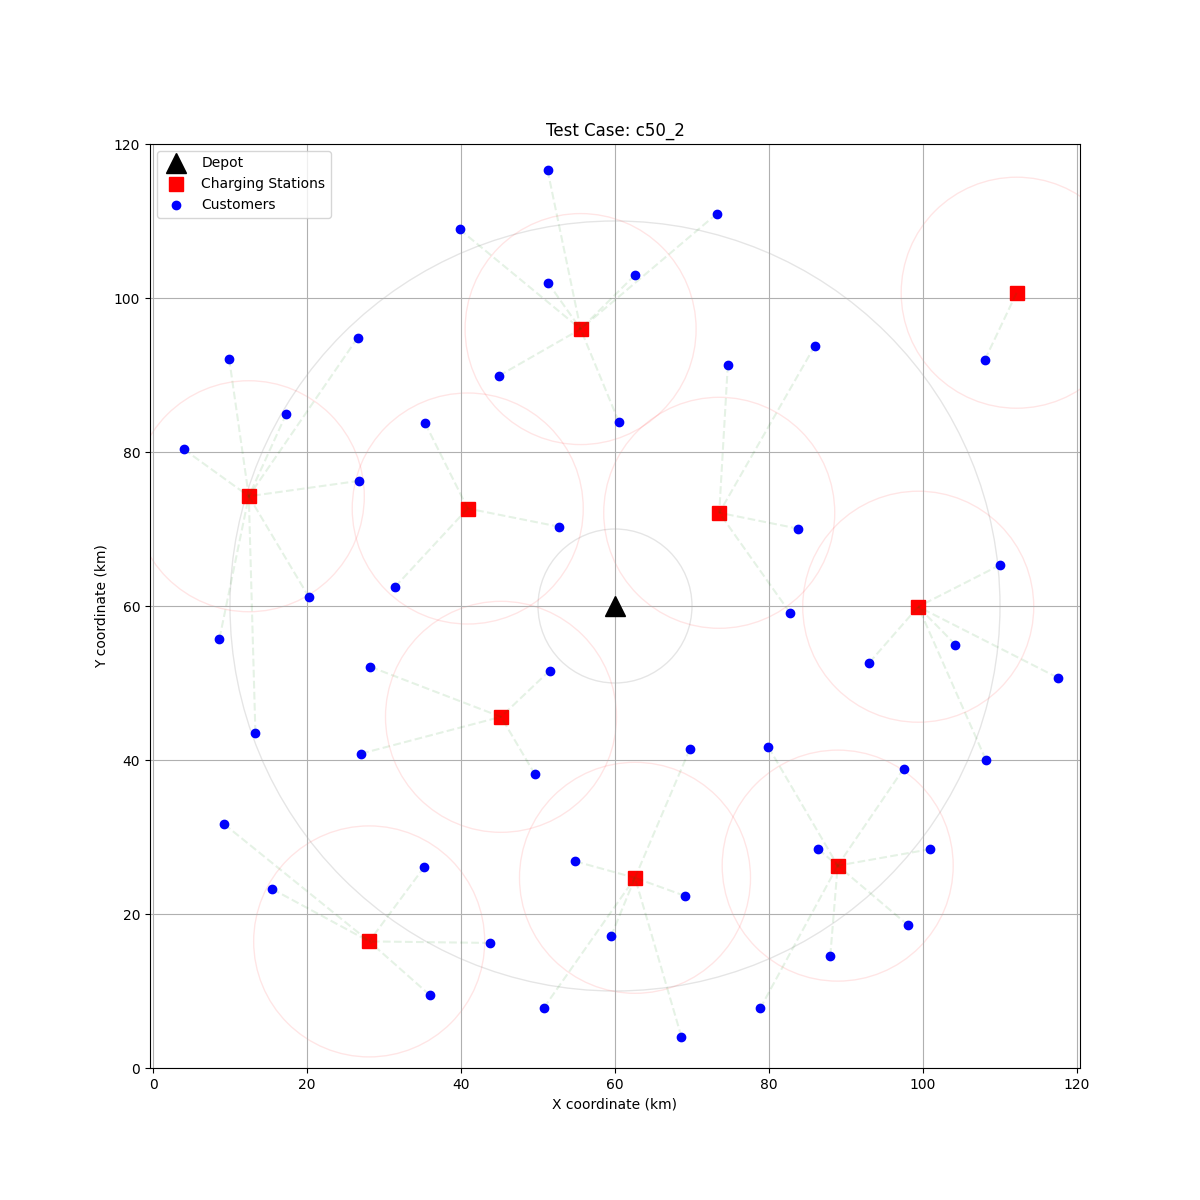 Test Case: c50_2
Depot
Charging Stations
Customers
120
100
80
60
40
20
0
Y coordinate (km)
0 20 40 60 80 100 120
X coordinate (km)